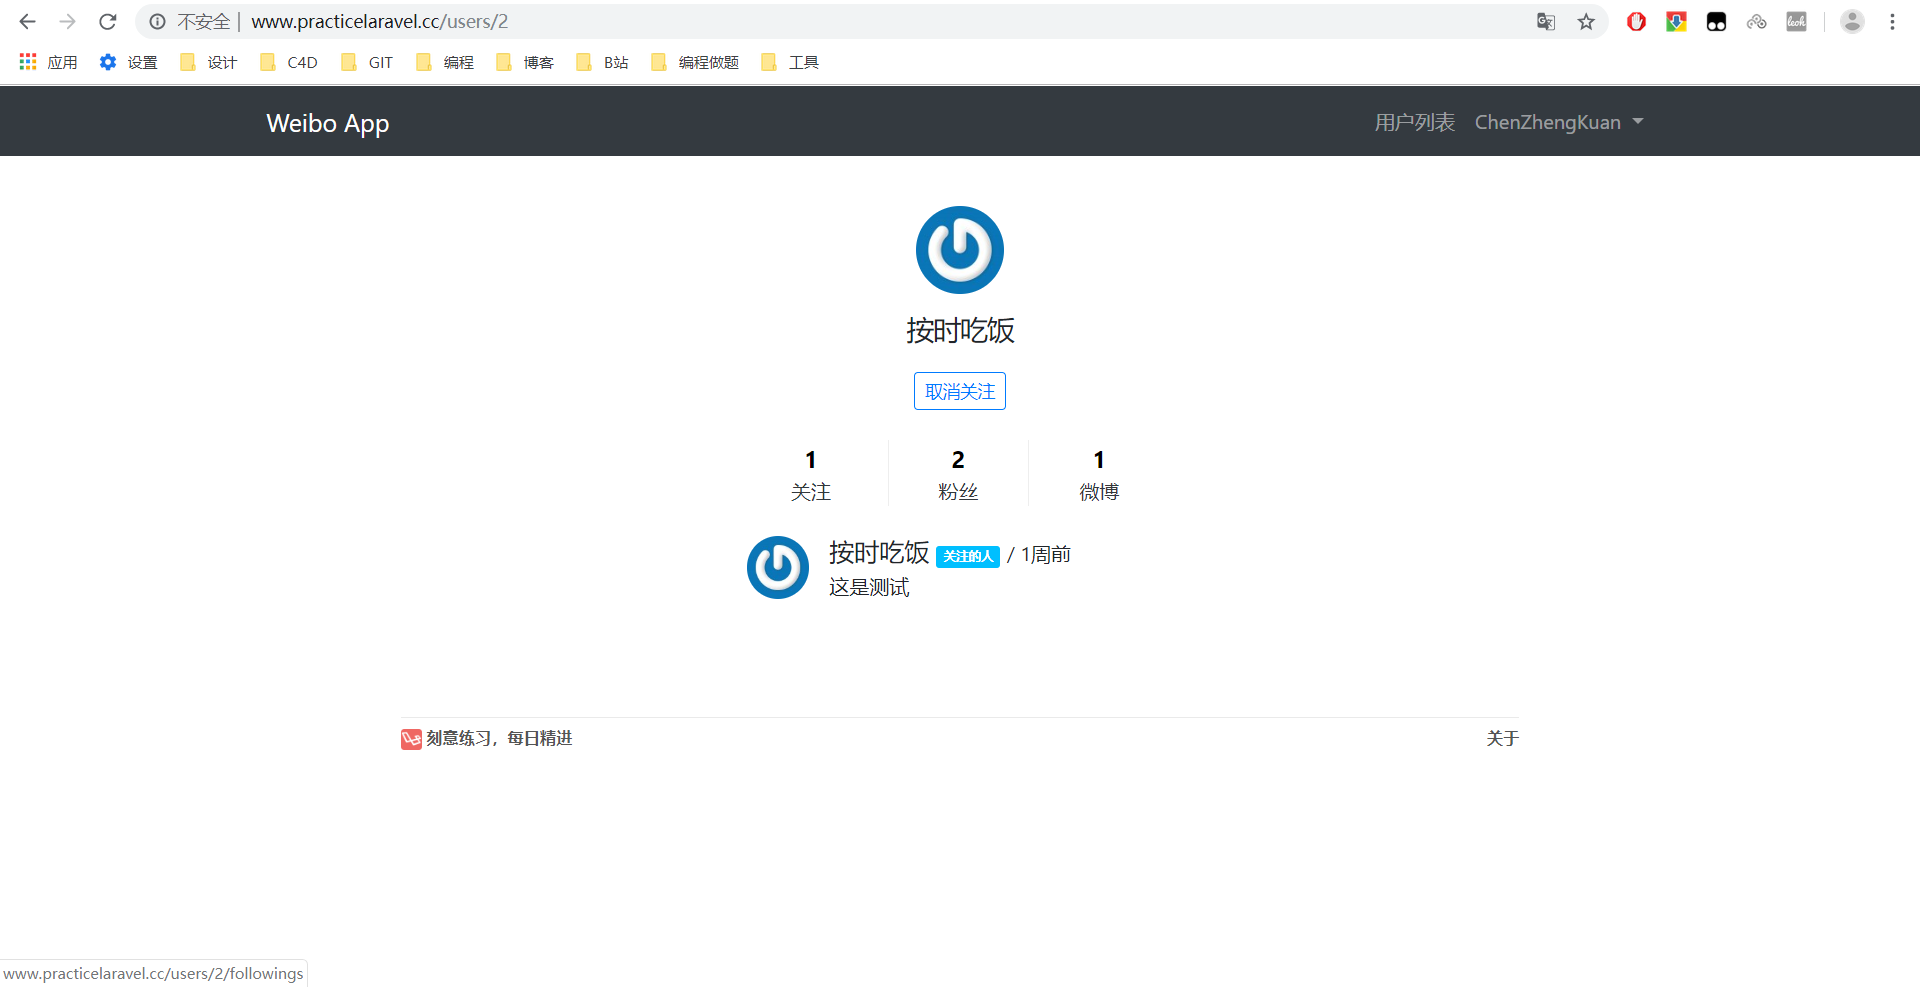 不安全 | www.practicelaravel.cc/users/2
应用 设置 设计 C4D GIT 编程 博客 B站 编程做题 工具
Weibo App 用户列表 ChenZhengKuan
按时吃饭
取消关注
1 2 1
关注 粉丝 微博
按时吃饭 关注的人 / 1周前
这是测试
刻意练习，每日精进 关于
www.practicelaravel.cc/users/2/followings